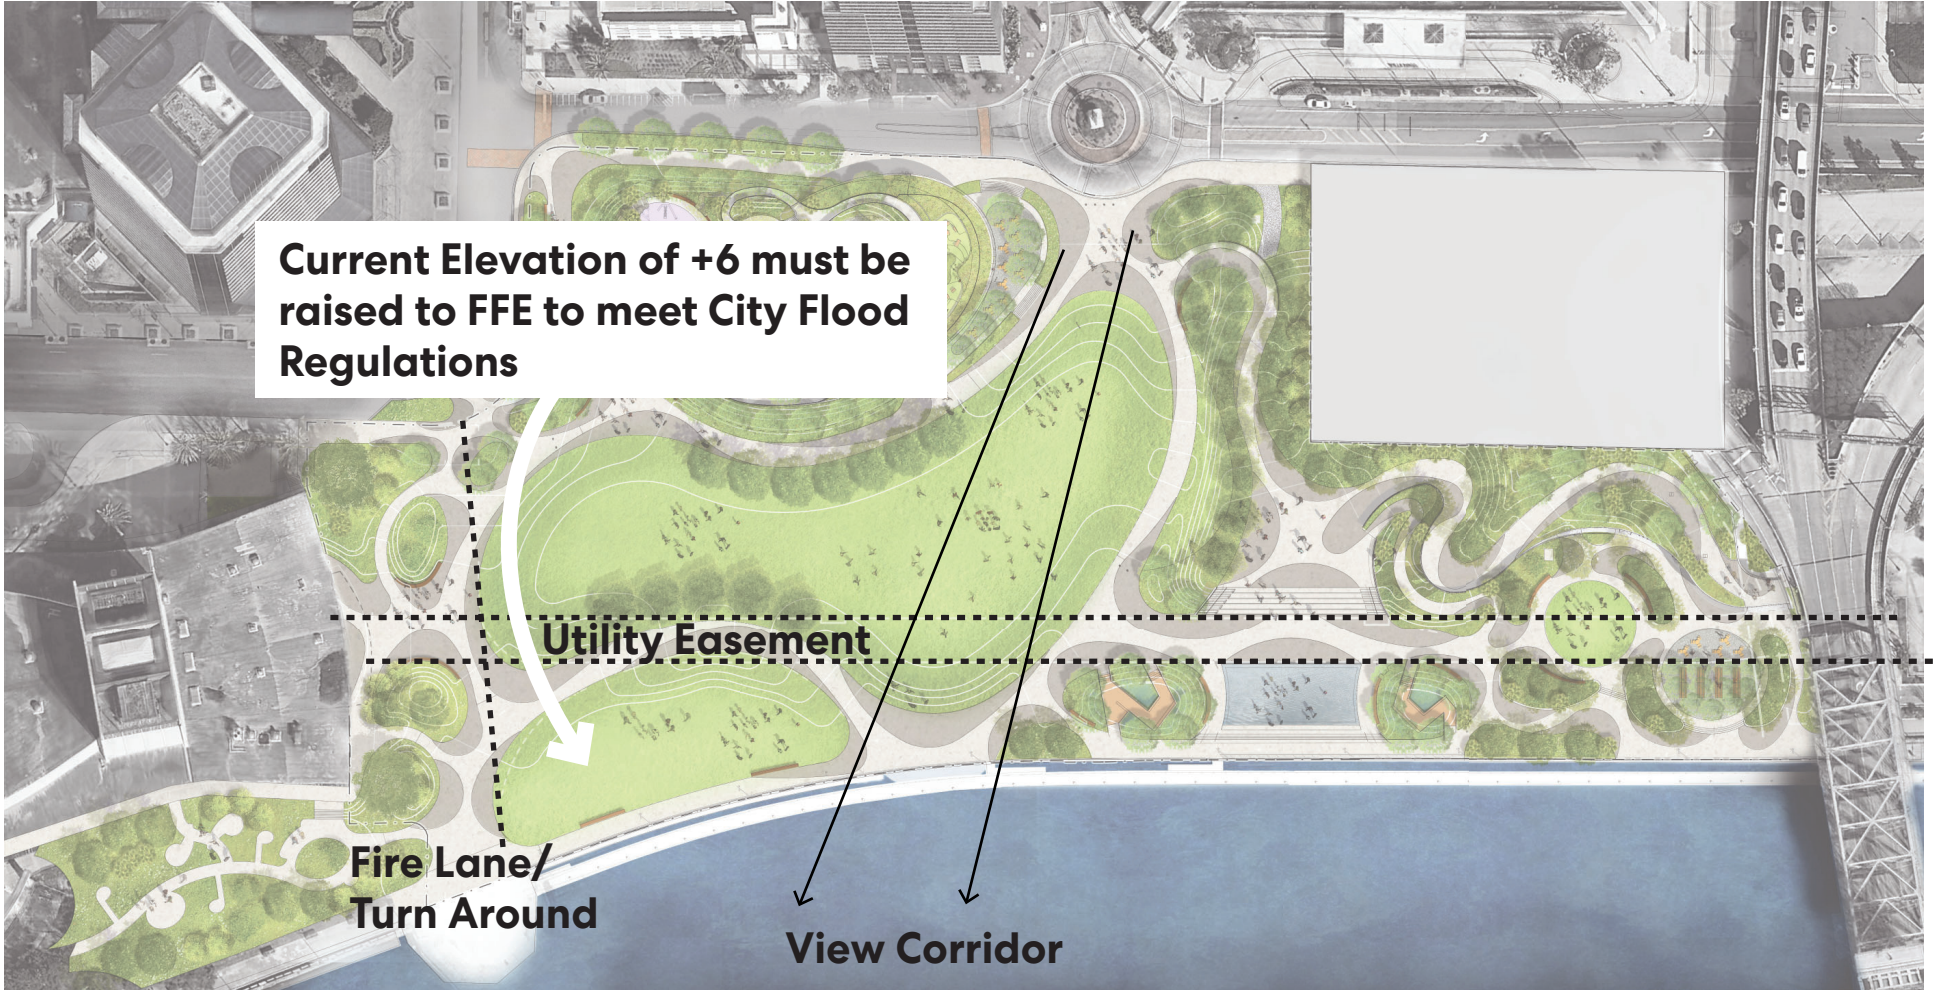 Current Elevation of +6 must be
raised to FFE to meet City Flood
Regulations
Utility Easement
Fire Lane/
Turn Around
View Corridor